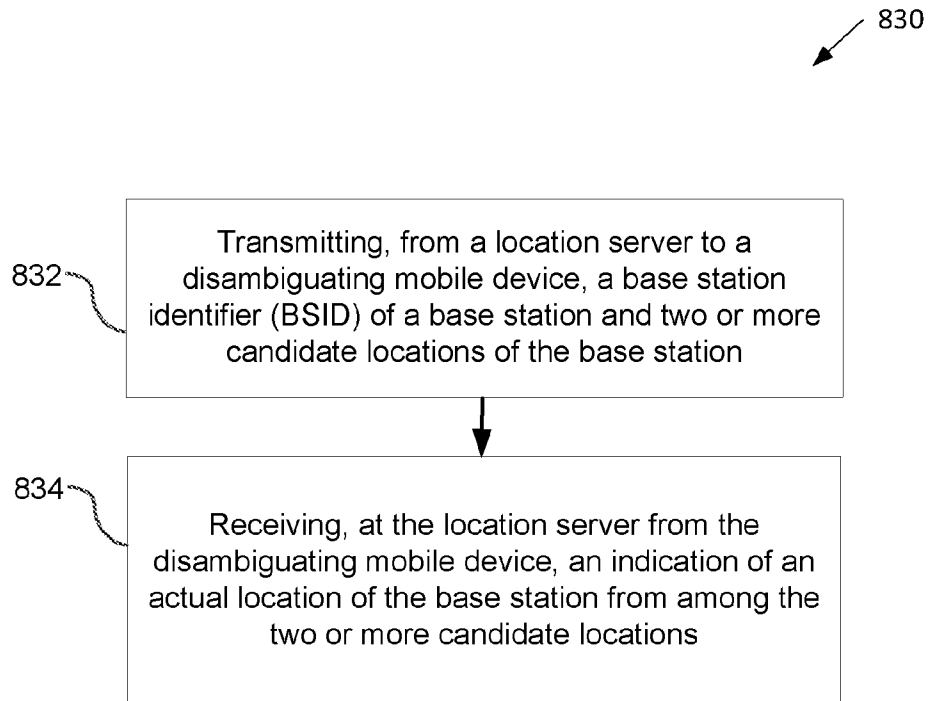 830
832
Transmitting, from a location server to a
disambiguating mobile device, a base station
identifier (BSID) of a base station and two or more
candidate locations of the base station
834
Receiving, at the location server from the
disambiguating mobile device, an indication of an
actual location of the base station from among the
two or more candidate locations